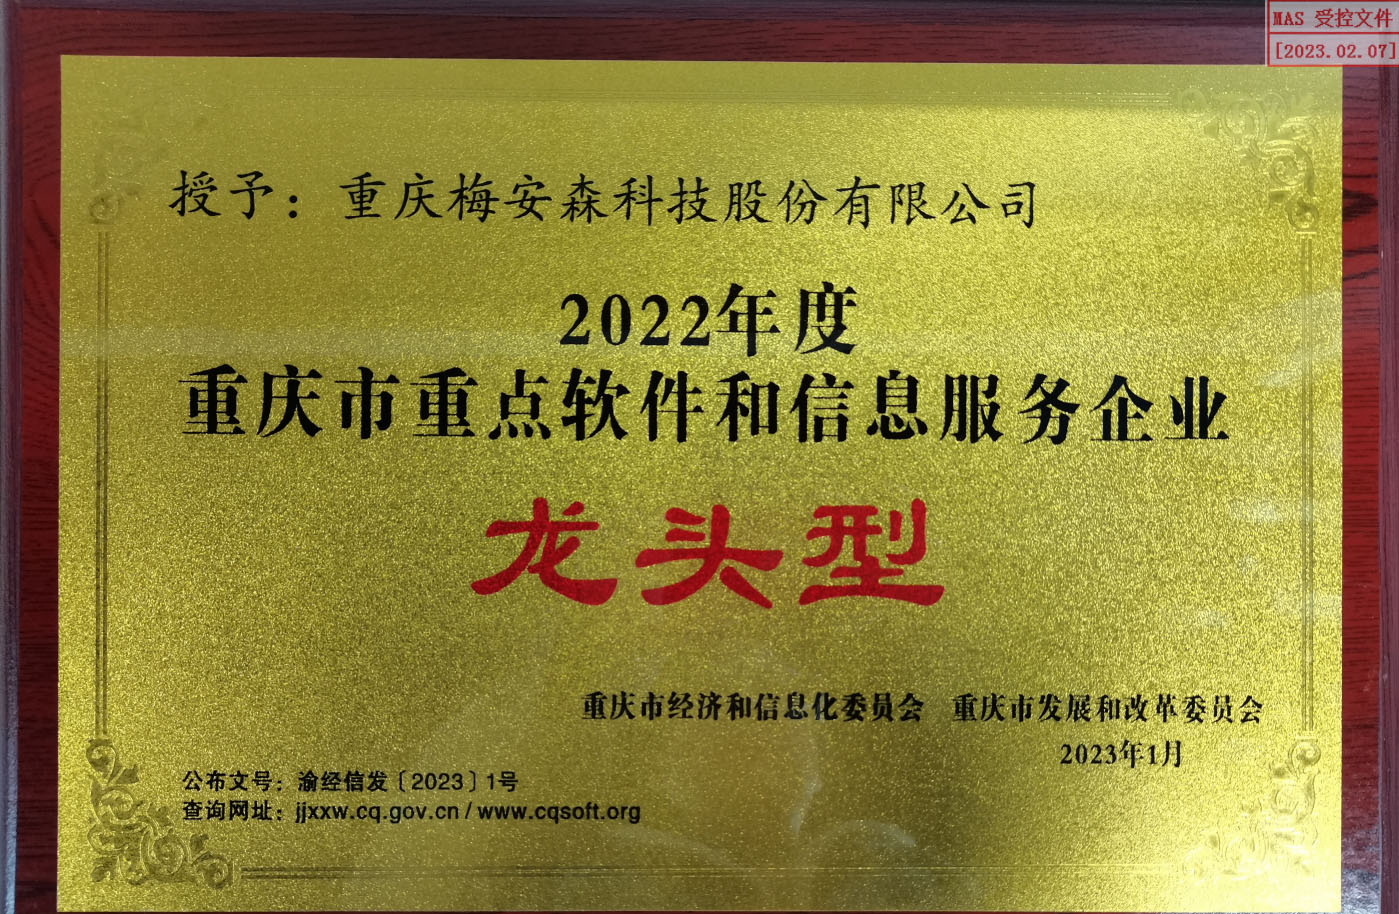 MAS 受控文件
[2023.02.07]
授予：重庆梅安森科技股份有限公司
2022年度
重庆市重点软件和信息服务企业
龙头型
重庆市经济和信息化委员会 重庆市发展和改革委员会
2023年1月
公布文号：渝经信发〔2023〕1号
查询网址：jjxxw.cq.gov.cn / www.cqsoft.org